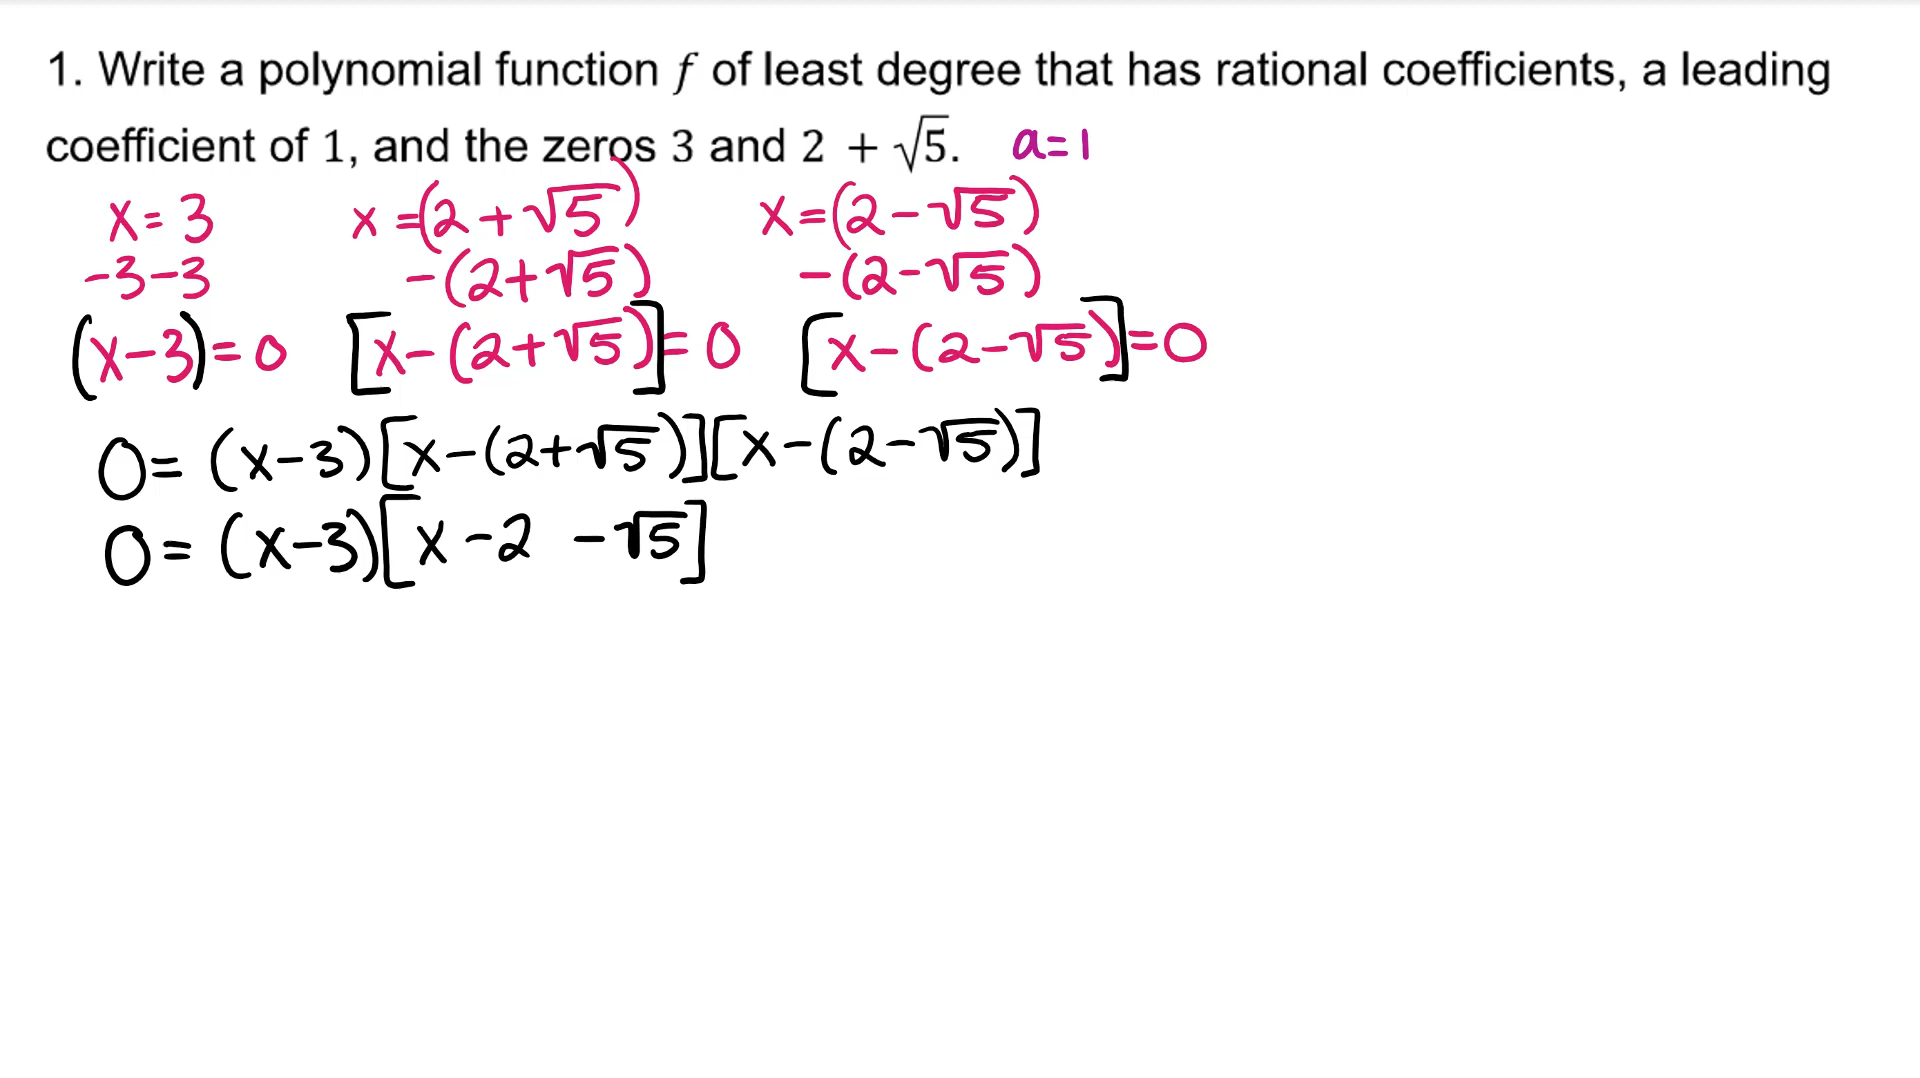 1. Write a polynomial function f of least degree that has rational coefficients, a leading
coefficient of 1, and the zeros 3 and 2 + √5. a=1
x=3 x=(2+√5) x=(2-√5)
-3-3 -(2+√5) -(2-√5)
(x-3)=0 [x-(2+√5)]=0 [x-(2-√5)]=0
0=(x-3)[x-(2+√5)][x-(2-√5)]
0=(x-3)[x-2 -√5]